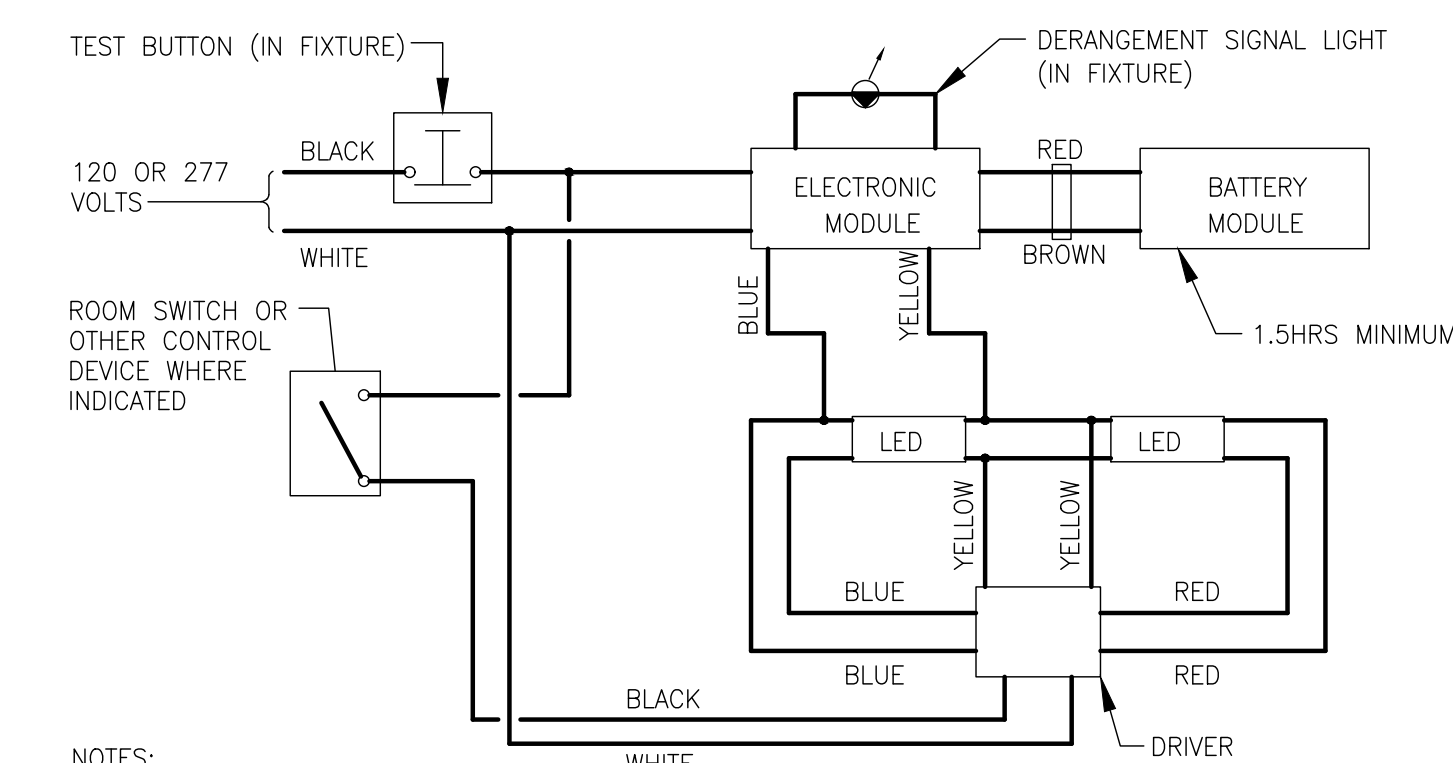 TEST BUTTON (IN FIXTURE)
DERANGEMENT SIGNAL LIGHT
(IN FIXTURE)
BLACK
120 OR 277
VOLTS
WHITE
ELECTRONIC
MODULE
RED
BROWN
BATTERY
MODULE
1.5HRS MINIMUM
BLUE
YELLOW
ROOM SWITCH OR
OTHER CONTROL
DEVICE WHERE
INDICATED
LED
LED
YELLOW
YELLOW
BLUE
RED
BLUE
RED
BLACK
WHITE
DRIVER
NOTES: